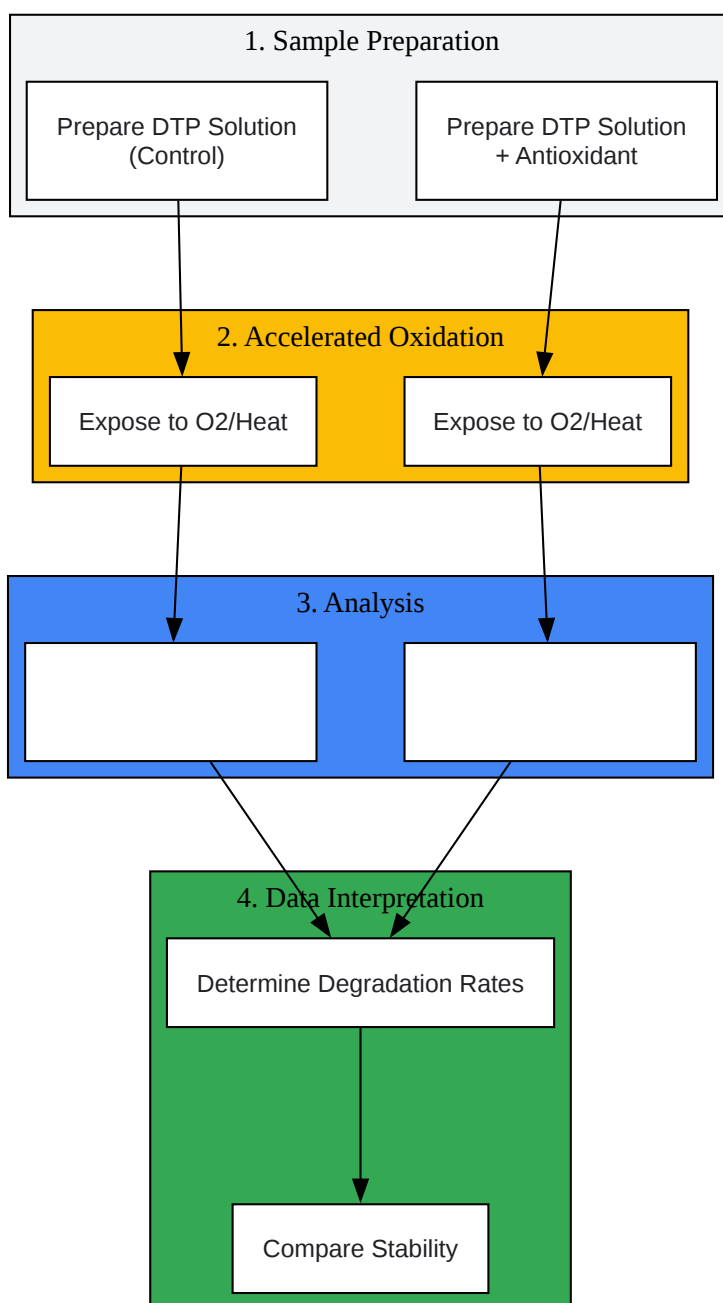 1. Sample Preparation
Prepare DTP Solution
(Control)
Prepare DTP Solution
+ Antioxidant
2. Accelerated Oxidation
Expose to O2/Heat
Expose to O2/Heat
3. Analysis
4. Data Interpretation
Determine Degradation Rates
Compare Stability